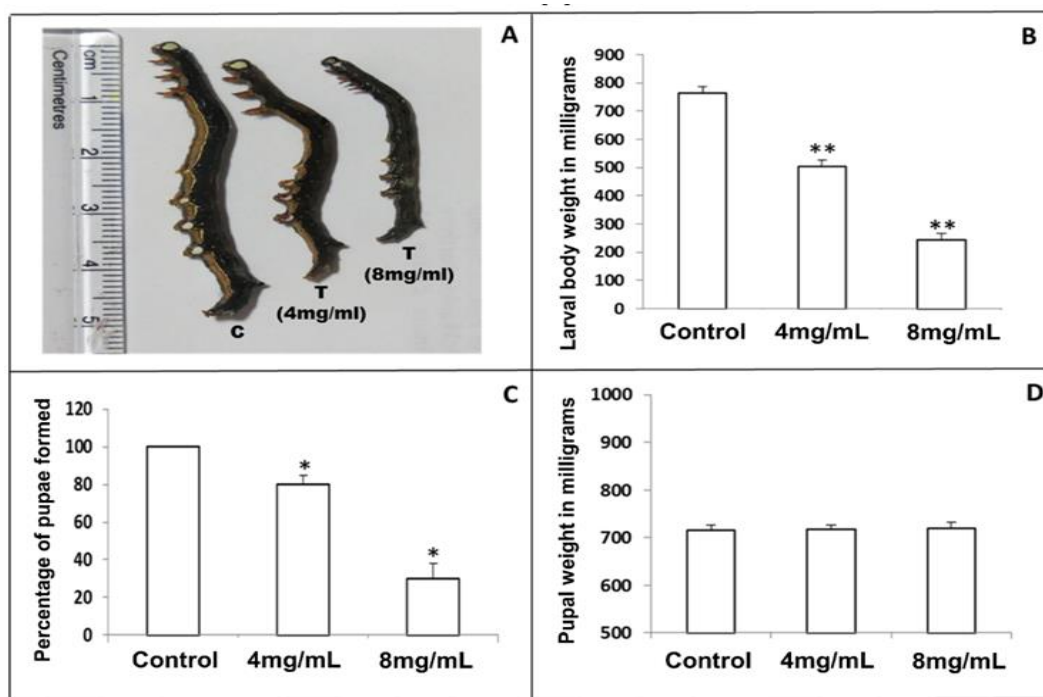 A
Centimetres
cm
1
2
3
4
5
C
T
(4mg/ml)
T
(8mg/ml)
B
Larval body weight in milligrams
900
800
700
600
500
400
300
200
100
0
**
**
Control 4mg/mL 8mg/mL
C
Percentage of pupae formed
120
100
80
60
40
20
0
*
*
Control 4mg/mL 8mg/mL
D
Pupal weight in milligrams
1000
900
800
700
600
500
Control 4mg/mL 8mg/mL